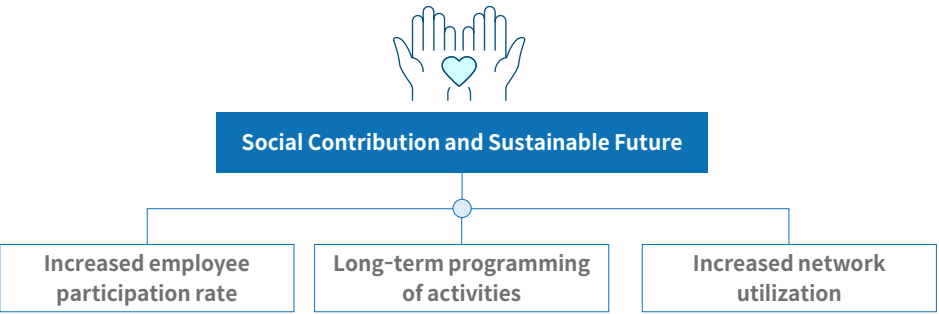 Social Contribution and Sustainable Future
Increased employee
participation rate
Long-term programming
of activities
Increased network
utilization